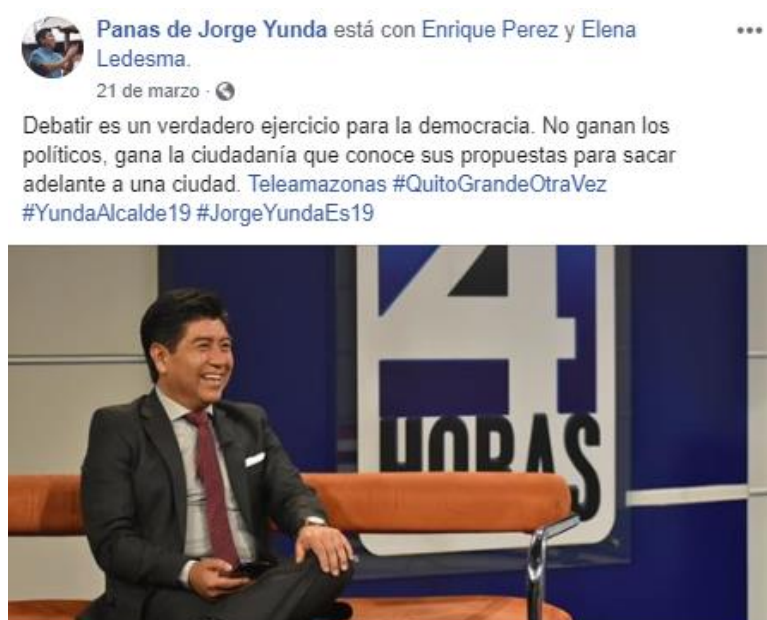 Panas de Jorge Yunda está con Enrique Perez y Elena
Ledesma.
21 de marzo ·
Debatir es un verdadero ejercicio para la democracia. No ganan los
políticos, gana la ciudadanía que conoce sus propuestas para sacar
adelante a una ciudad. Teleamazonas #QuitoGrandeOtraVez
#YundaAlcalde19 #JorgeYundaEs19
4
HORAS